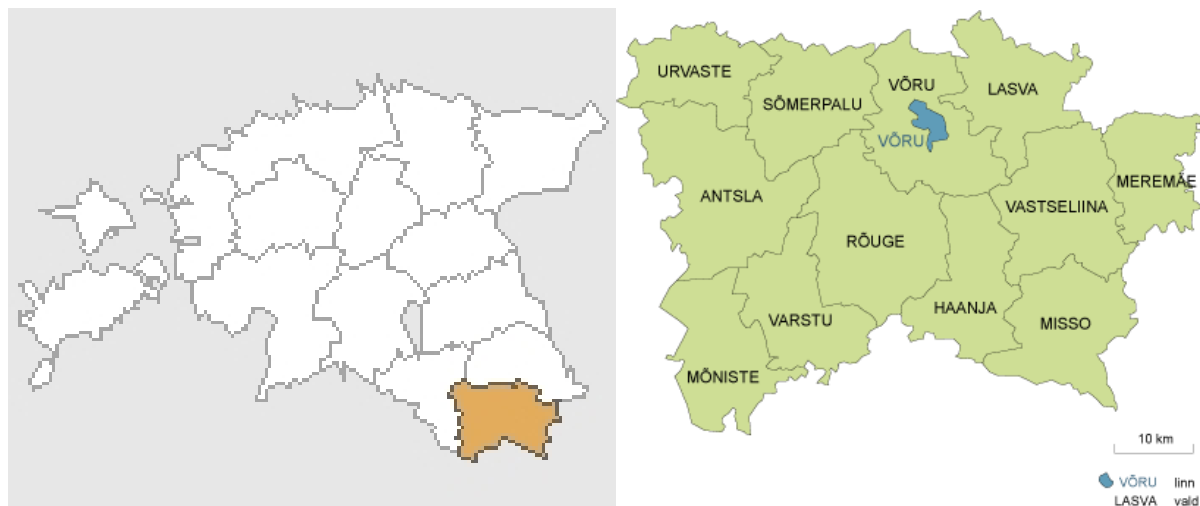 URVASTE
SÕMERPALU
VÕRU
LASVA
VÕRU
MEREMÄE
ANTSLA
VASTSELIINA
RÕUGE
HAANJA
VARSTU
MISSO
MÕNISTE
10 km
VÕRU linn
LASVA vald